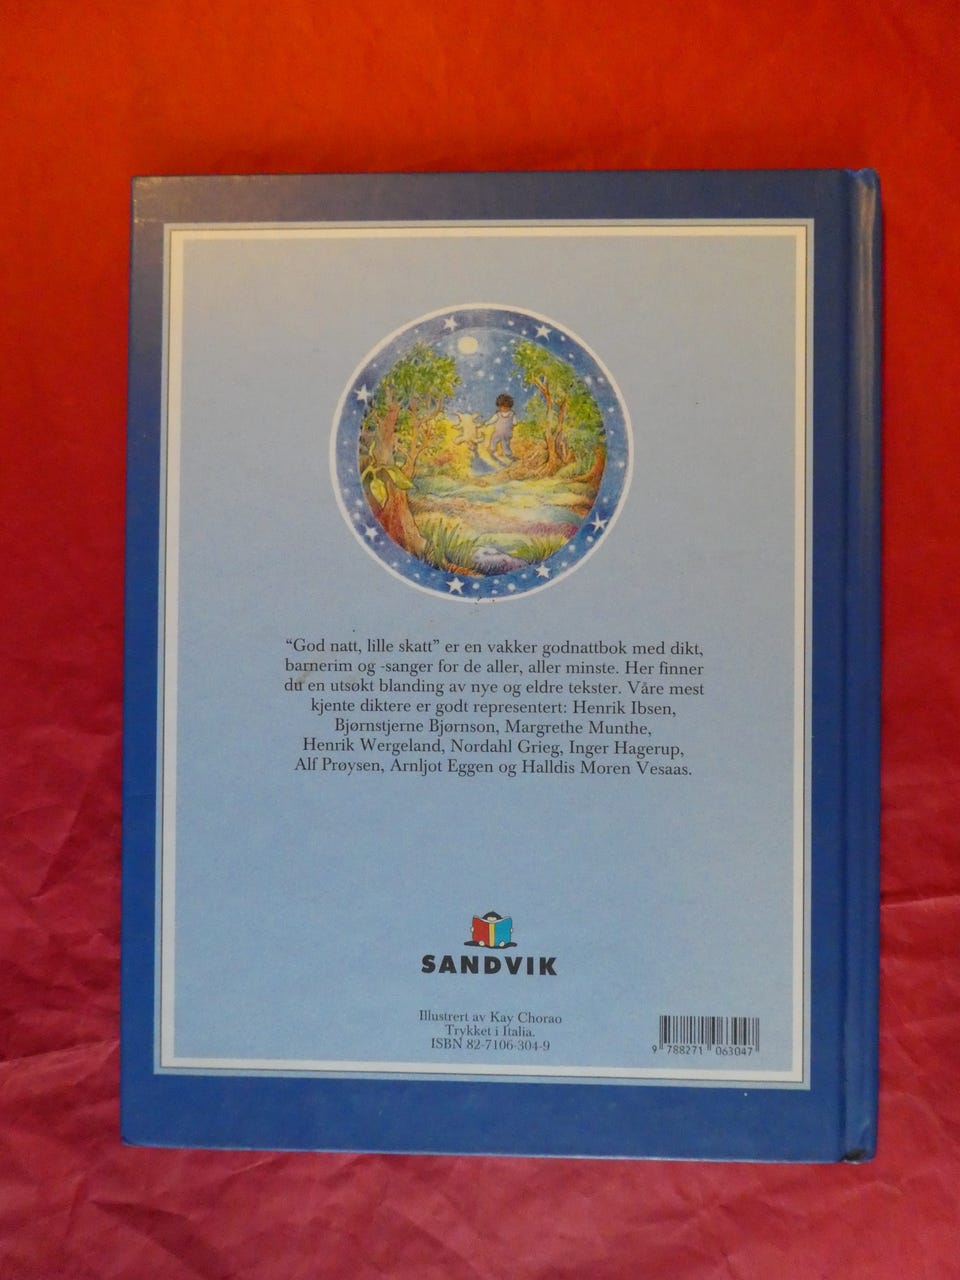 “God natt, lille skatt” er en vakker godnattbok med dikt,
barnerim og -sanger for de aller, aller minste. Her finner
du en utsøkt blanding av nye og eldre tekster. Våre mest
kjente diktere er godt representert: Henrik Ibsen,
Bjørnstjerne Bjørnson, Margrethe Munthe,
Henrik Wergeland, Nordahl Grieg, Inger Hagerup,
Alf Prøysen, Arnljot Eggen og Halldis Moren Vesaas.
SANDVIK
Illustrert av Kay Chorao
Trykket i Italia.
ISBN 82-7106-304-9
9 788271 063047